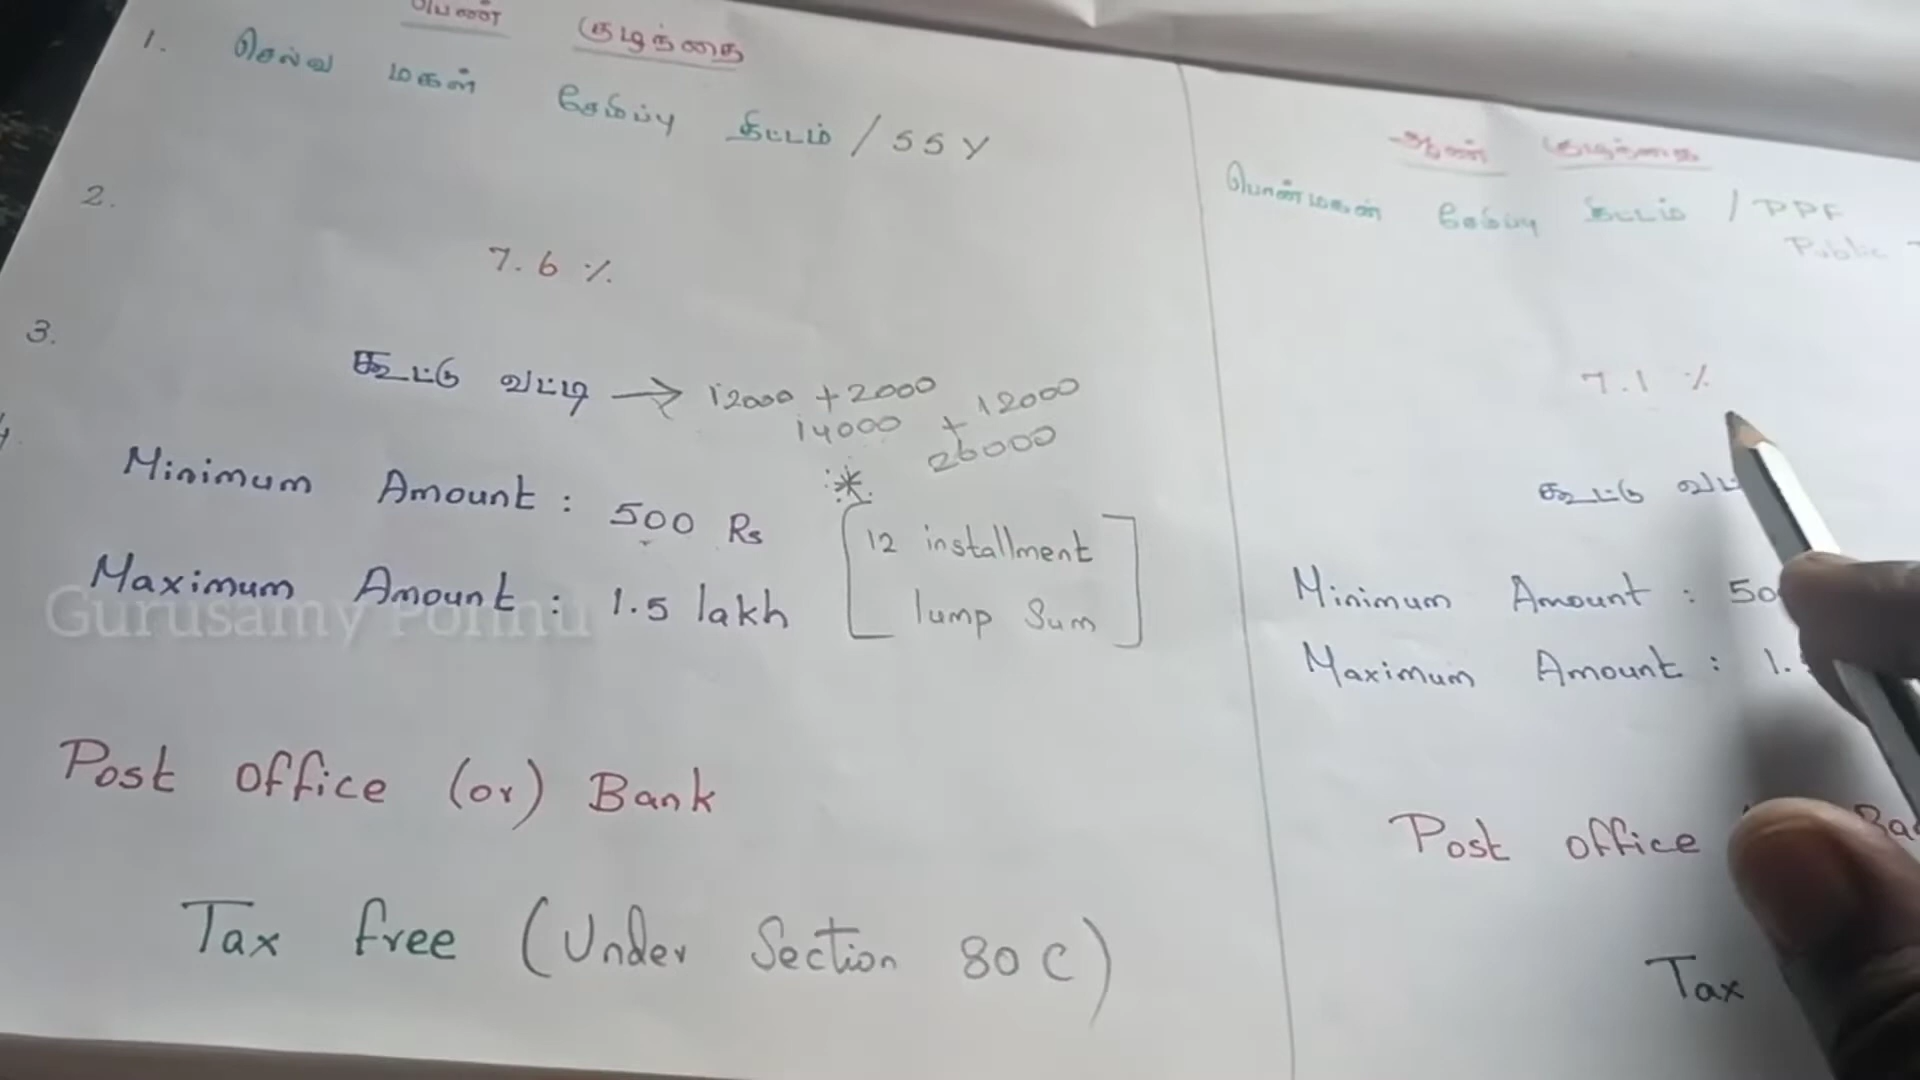 பெண் குழந்தை
1. செல்வ மகள் சேமிப்பு திட்டம் / SSY
2.
7.6 %
3.
கூட்டு வட்டி → 12000 + 2000
14000 + 12000
26000
Minimum Amount : 500 Rs
Maximum Amount : 1.5 lakh
12 installment
lump Sum
Post office (or) Bank
Tax free (Under Section 80 C)
ஆண் குழந்தை
பொன்மகன் சேமிப்பு திட்டம் / PPF
Public
7.1 %
கூட்டு
Minimum Amount : 50
Maximum Amount : 1.
Post office
Tax
Gurusamy Ponnu